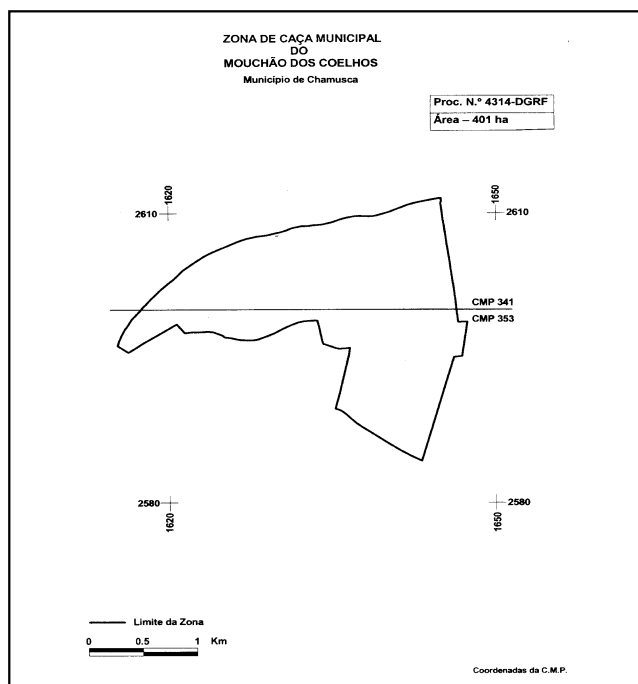 ZONA DE CAÇA MUNICIPAL
DO
MOUCHÃO DOS COELHOS
Município de Chamusca
Proc. N.º 4314-DGRF
Área – 401 ha
1620
2610
1650
2610
CMP 341
CMP 353
2580
1620
2580
1650
Limite da Zona
0 0.5 1 Km
Coordenadas da C.M.P.